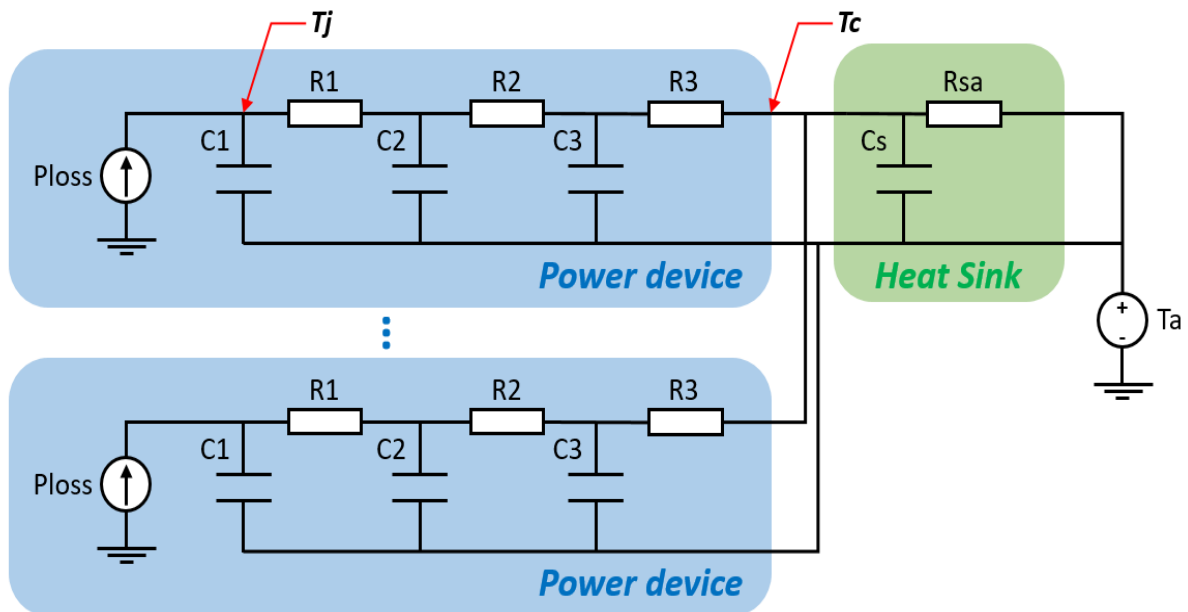 Tj
Tc
R1
R2
R3
Rsa
C1
C2
C3
Cs
Ploss
Power device
Heat Sink
+
-
Ta
R1
R2
R3
C1
C2
C3
Ploss
Power device